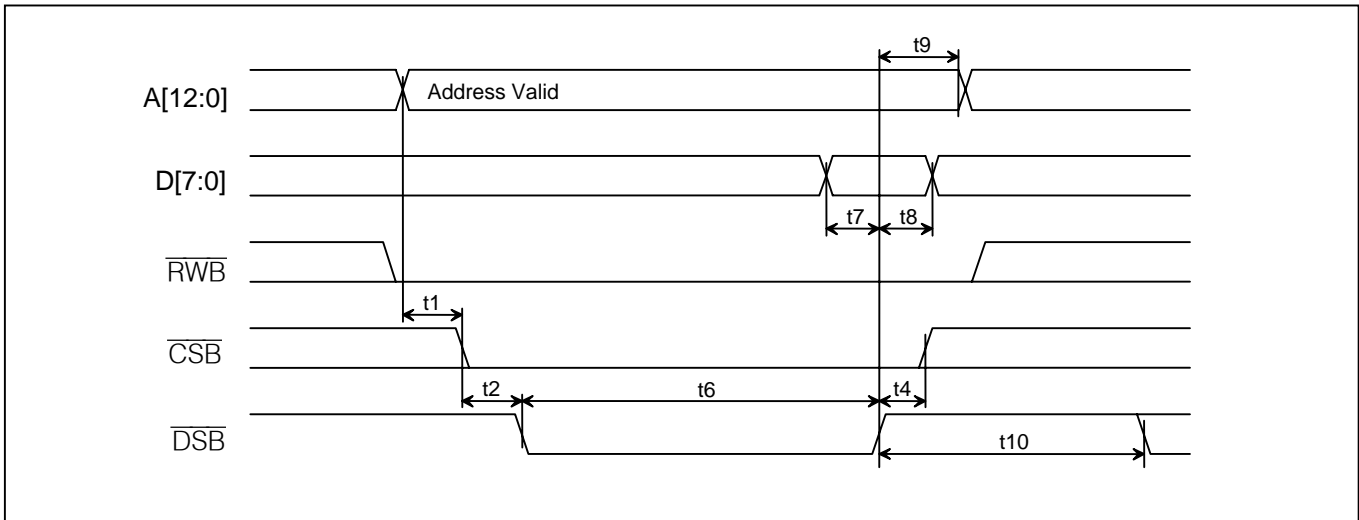 t9
A[12:0] Address Valid
D[7:0]
t7 t8
RWB
t1
CSB
t2 t6 t4
DSB
t10